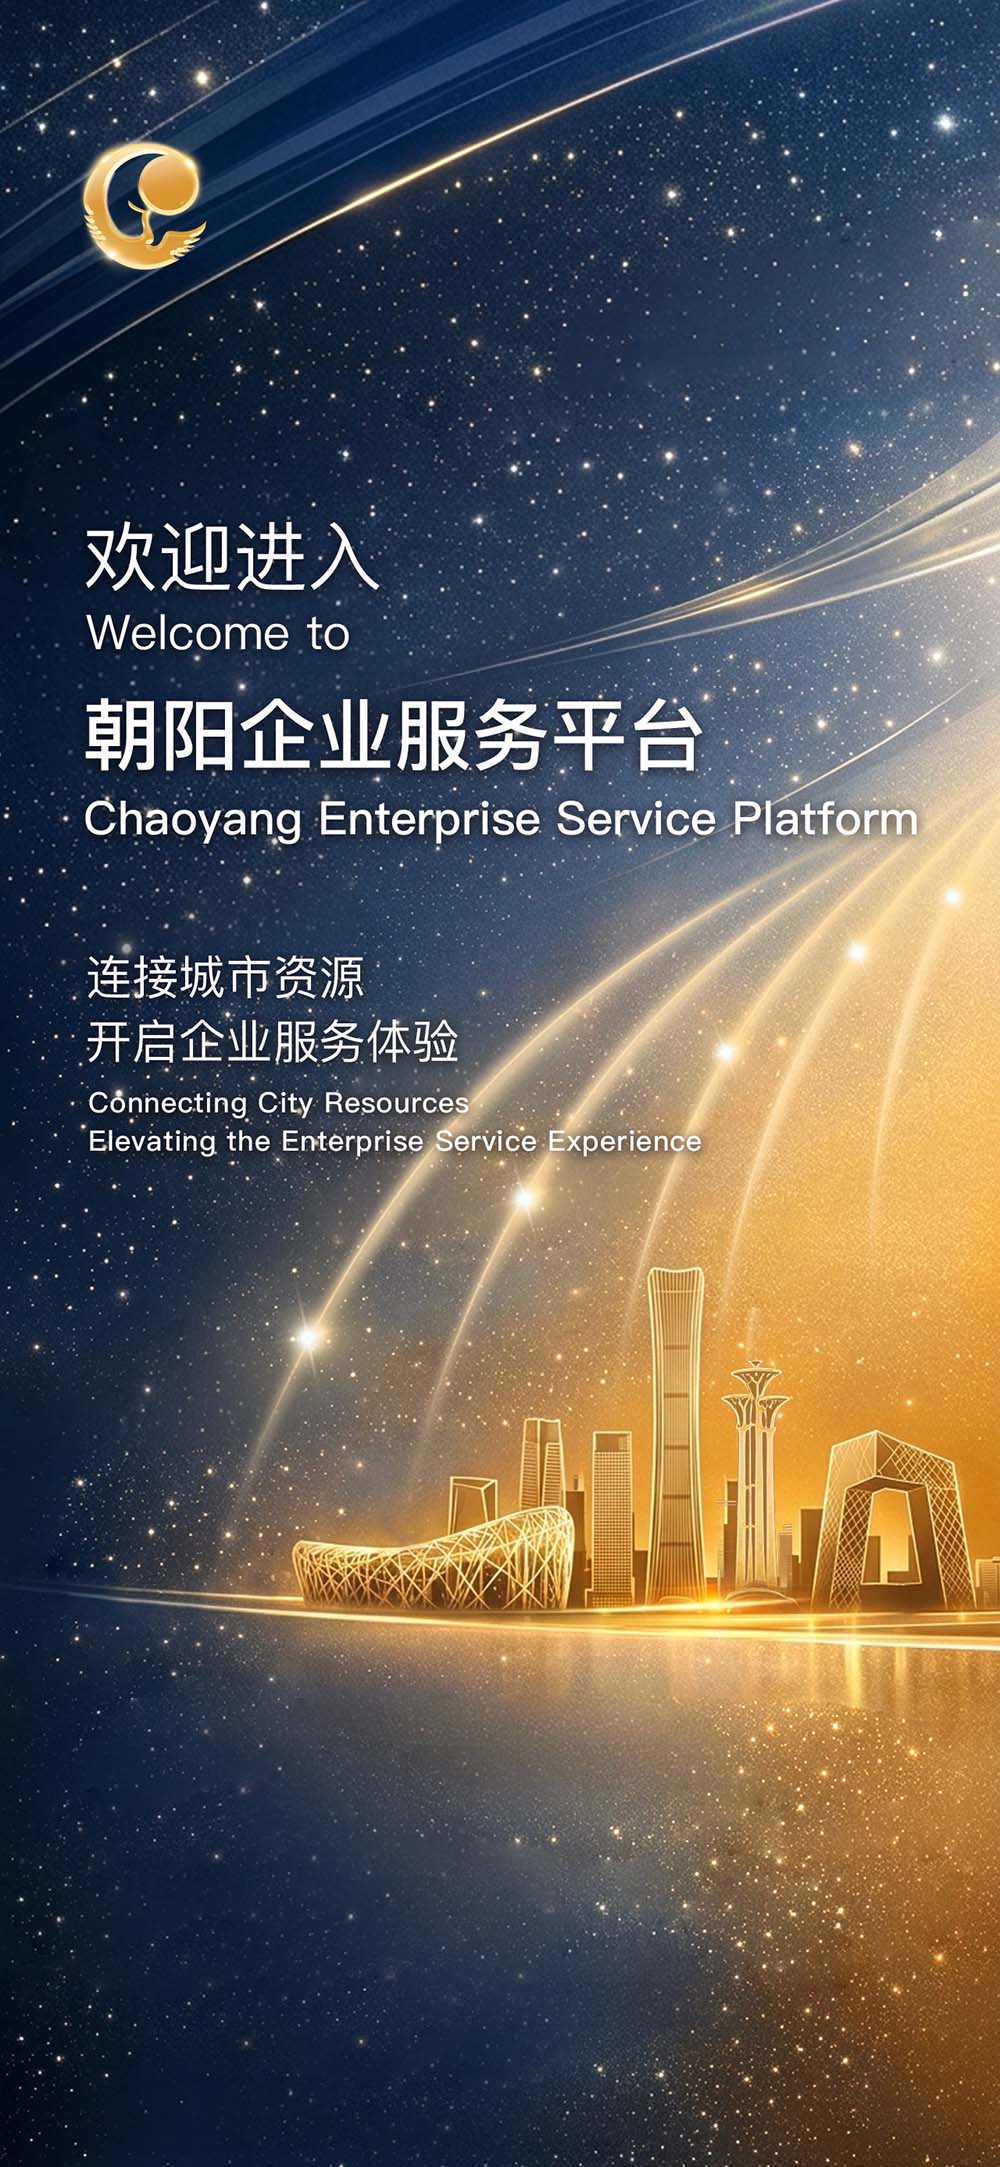 欢迎进入
Welcome to
朝阳企业服务平台
Chaoyang Enterprise Service Platform
连接城市资源
开启企业服务体验
Connecting City Resources
Elevating the Enterprise Service Experience